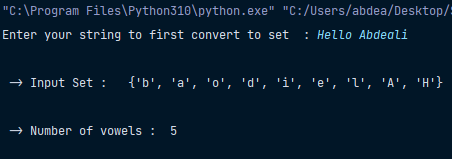 "C:\Program Files\Python310\python.exe" "C:/Users/abdea/Desktop/
Enter your string to first convert to set : Hello Abdeali
-> Input Set : {'b', 'a', 'o', 'd', 'i', 'e', 'l', 'A', 'H'}
-> Number of vowels : 5